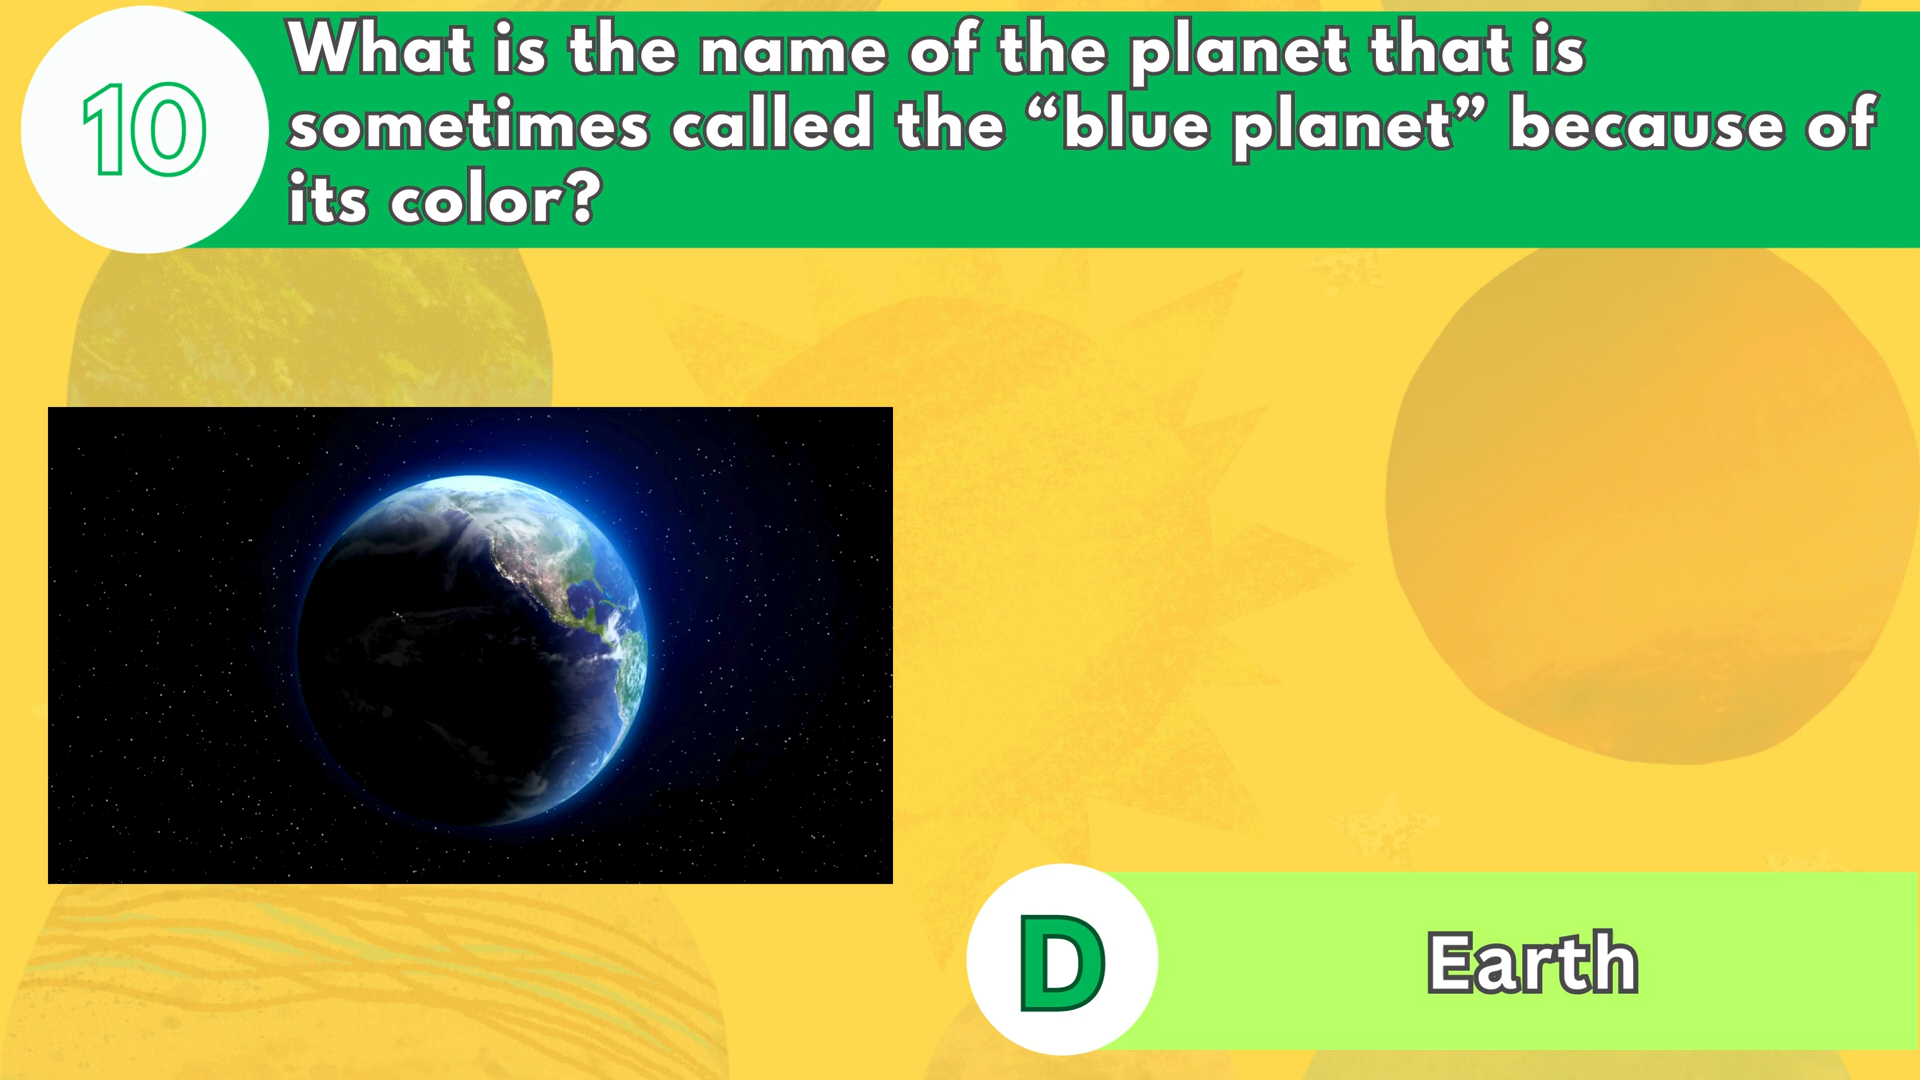 10
What is the name of the planet that is
sometimes called the “blue planet” because of
its color?
D
Earth